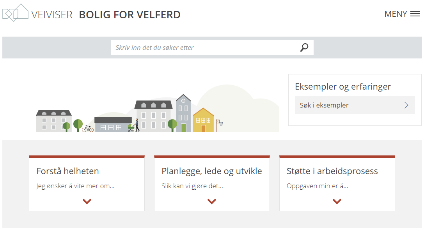 VEIVISER BOLIG FOR VELFERD
MENY
Skriv inn det du søker etter
Eksempler og erfaringer
Søk i eksempler
Forstå helheten
Jeg ønsker å vite mer om...
Planlegge, lede og utvikle
Slik kan vi gjøre det...
Støtte i arbeidsprosess
Oppgaven min er å....